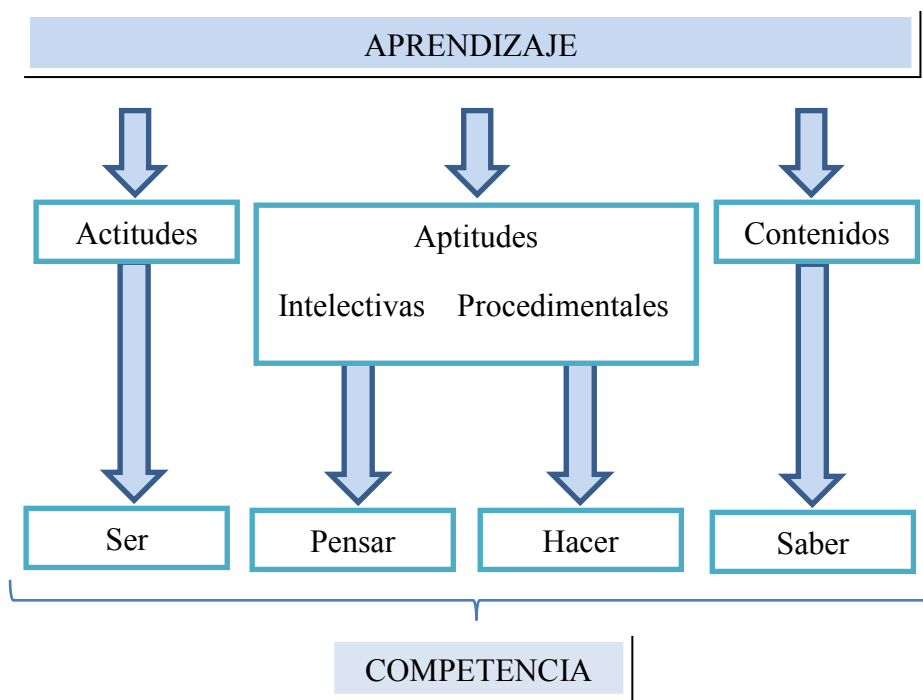 APRENDIZAJE
Actitudes
Aptitudes
Contenidos
Intelectivas Procedimentales
Ser
Pensar
Hacer
Saber
COMPETENCIA